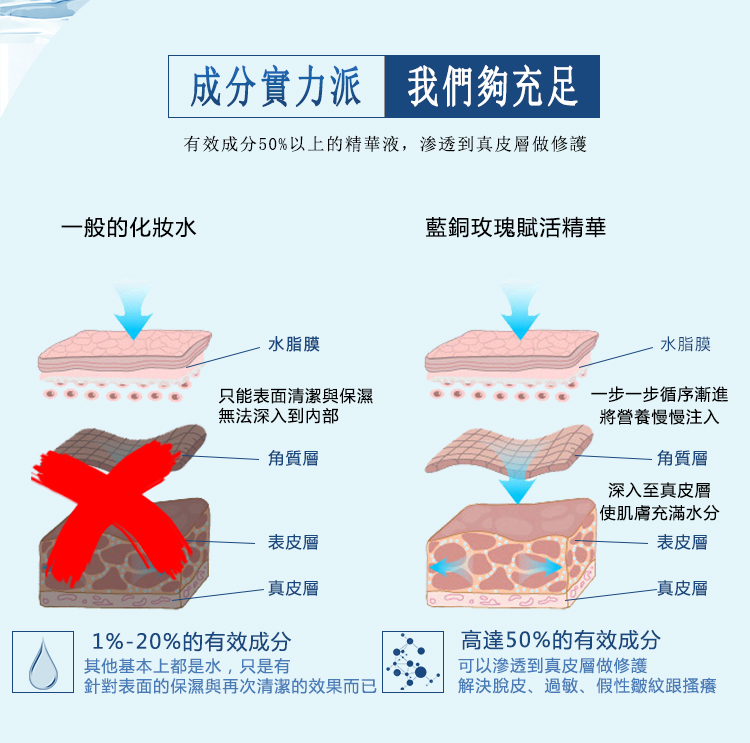 成分實力派 我們夠充足
有效成分50%以上的精華液，滲透到真皮層做修護
一般的化妝水
藍銅玫瑰賦活精華
水脂膜
只能表面清潔與保濕
無法深入到內部
角質層
表皮層
真皮層
水脂膜
一步一步循序漸進
將營養慢慢注入
角質層
深入至真皮層
使肌膚充滿水分
表皮層
真皮層
1%-20%的有效成分
其他基本上都是水，只是有
針對表面的保濕與再次清潔的效果而已
高達50%的有效成分
可以滲透到真皮層做修護
解決脫皮、過敏、假性皺紋跟搔癢